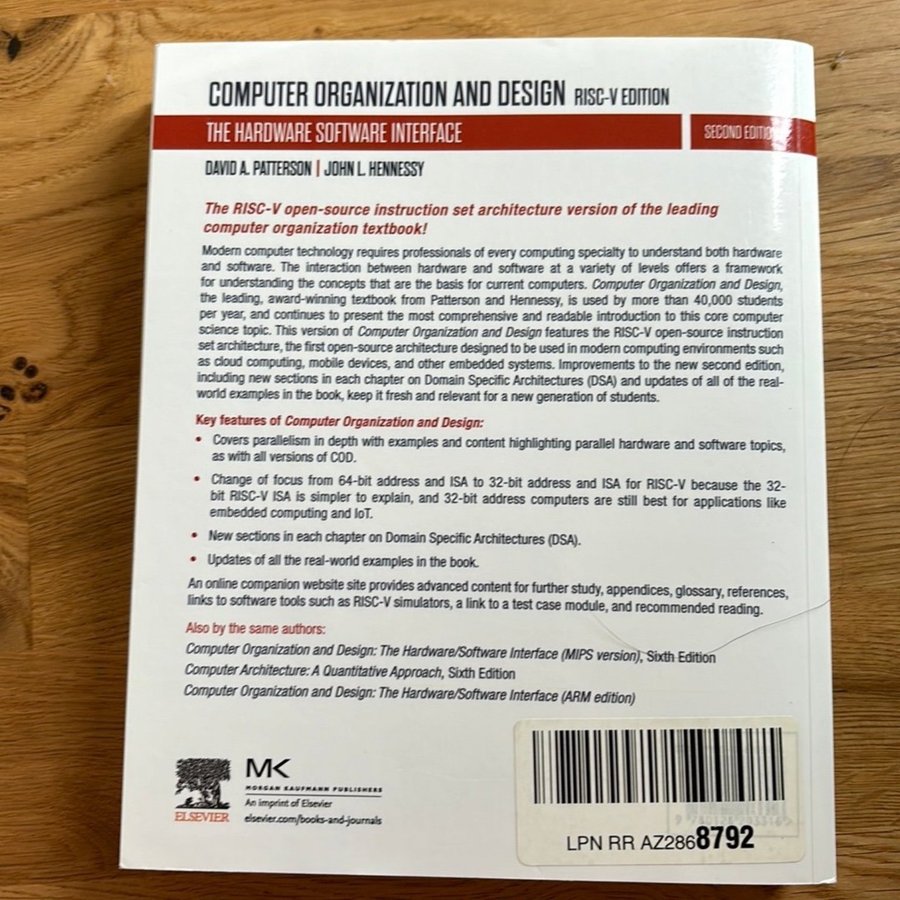 COMPUTER ORGANIZATION AND DESIGN RISC-V EDITION
THE HARDWARE SOFTWARE INTERFACE
SECOND EDITION
DAVID A. PATTERSON | JOHN L. HENNESSY
The RISC-V open-source instruction set architecture version of the leading
computer organization textbook!
Modern computer technology requires professionals of every computing specialty to understand both hardware
and software. The interaction between hardware and software at a variety of levels offers a framework
for understanding the concepts that are the basis for current computers. Computer Organization and Design,
the leading, award-winning textbook from Patterson and Hennessy, is used by more than 40,000 students
per year, and continues to present the most comprehensive and readable introduction to this core computer
science topic. This version of Computer Organization and Design features the RISC-V open-source instruction
set architecture, the first open-source architecture designed to be used in modern computing environments such
as cloud computing, mobile devices, and other embedded systems. Improvements to the new second edition,
including new sections in each chapter on Domain Specific Architectures (DSA) and updates of all of the real-
world examples in the book, keep it fresh and relevant for a new generation of students.
Key features of Computer Organization and Design:
• Covers parallelism in depth with examples and content highlighting parallel hardware and software topics,
as with all versions of COD.
• Change of focus from 64-bit address and ISA to 32-bit address and ISA for RISC-V because the 32-
bit RISC-V ISA is simpler to explain, and 32-bit address computers are still best for applications like
embedded computing and IoT.
• New sections in each chapter on Domain Specific Architectures (DSA).
• Updates of all the real-world examples in the book.
An online companion website site provides advanced content for further study, appendices, glossary, references,
links to software tools such as RISC-V simulators, a link to a test case module, and recommended reading.
Also by the same authors:
Computer Organization and Design: The Hardware/Software Interface (MIPS version), Sixth Edition
Computer Architecture: A Quantitative Approach, Sixth Edition
Computer Organization and Design: The Hardware/Software Interface (ARM edition)
ELSEVIER
MK
MORGAN KAUFMANN PUBLISHERS
An imprint of Elsevier
elsevier.com/books-and-journals
LPN RR AZ2868792